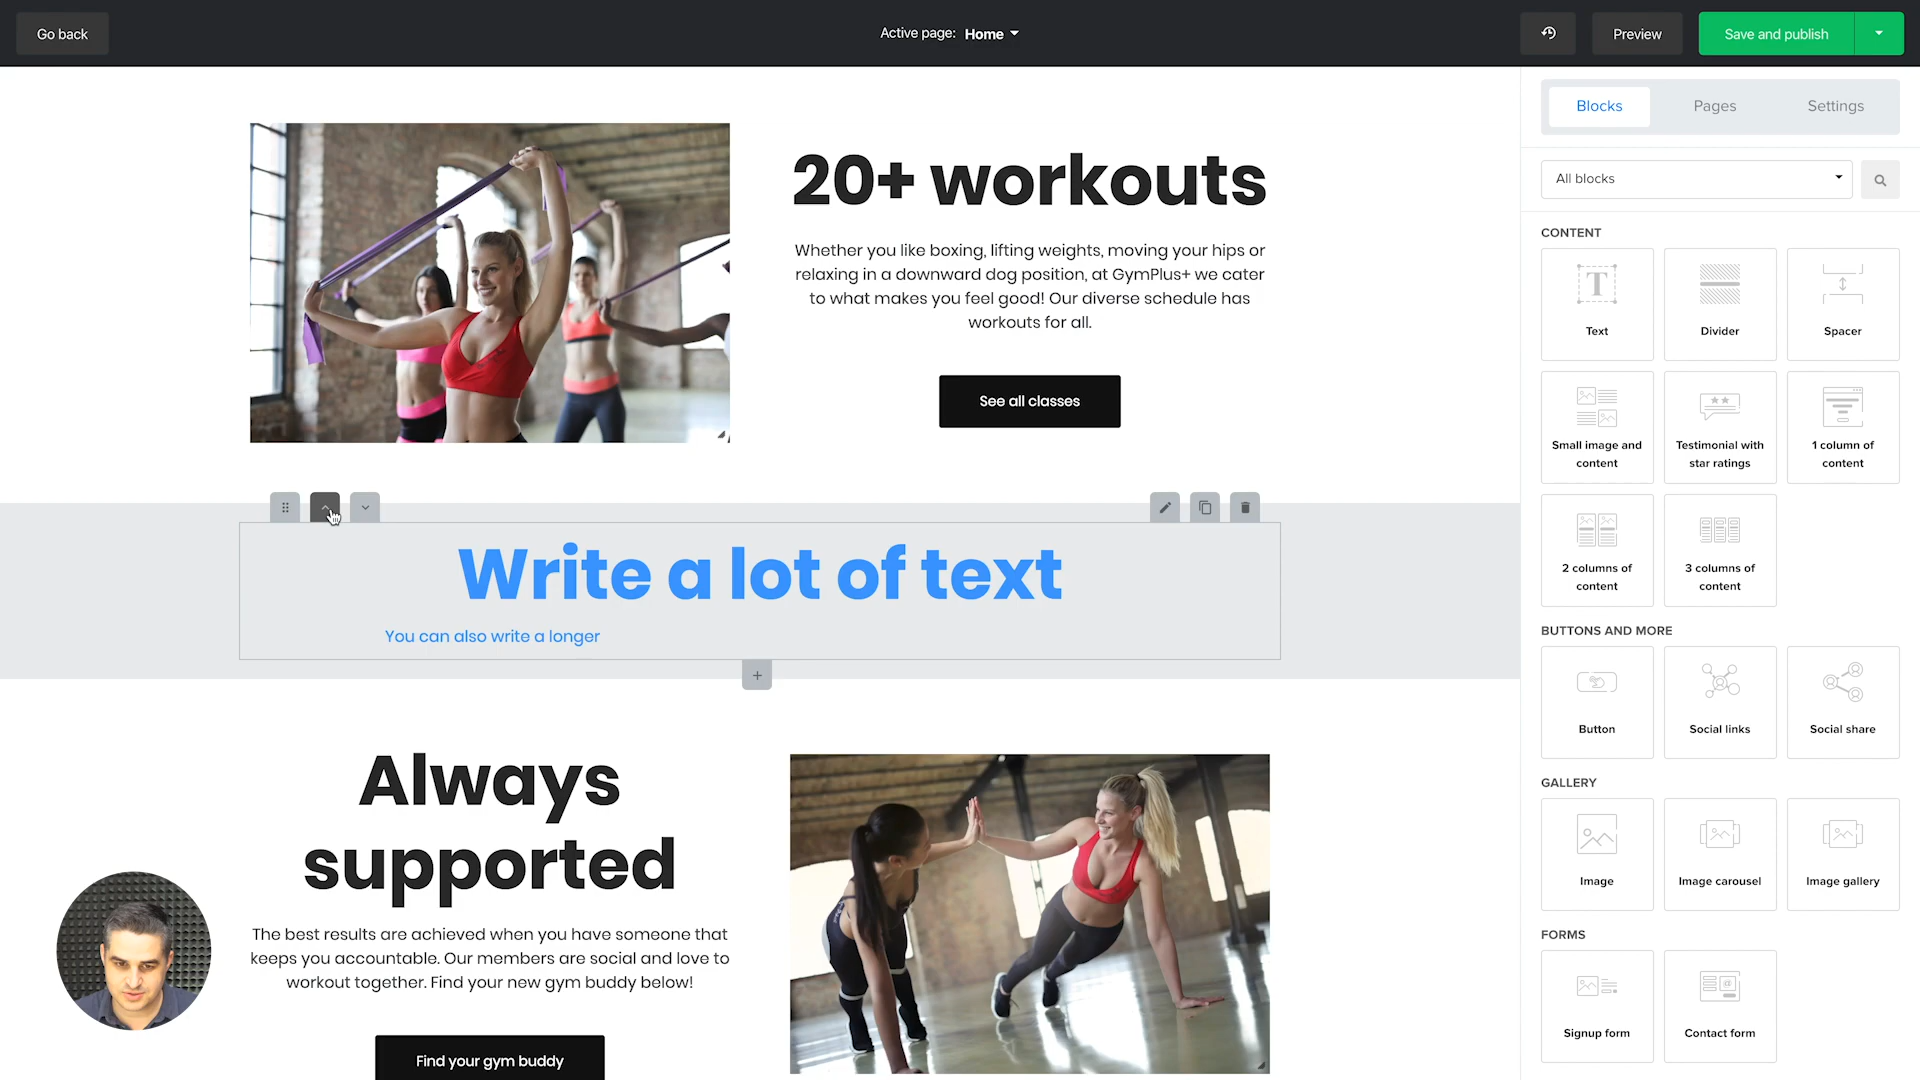 Go back
Active page: Home
Preview
Save and publish
Blocks
Pages
Settings
All blocks
20+ workouts
Whether you like boxing, lifting weights, moving your hips or
relaxing in a downward dog position, at GymPlus+ we cater
to what makes you feel good! Our diverse schedule has
workouts for all.
See all classes
Write a lot of text
You can also write a longer
Always
supported
The best results are achieved when you have someone that
keeps you accountable. Our members are social and love to
workout together. Find your new gym buddy below!
Find your gym buddy
CONTENT
Text
Divider
Spacer
Small image and
content
Testimonial with
star ratings
1 column of
content
2 columns of
content
3 columns of
content
BUTTONS AND MORE
Button
Social links
Social share
GALLERY
Image
Image carousel
Image gallery
FORMS
Signup form
Contact form